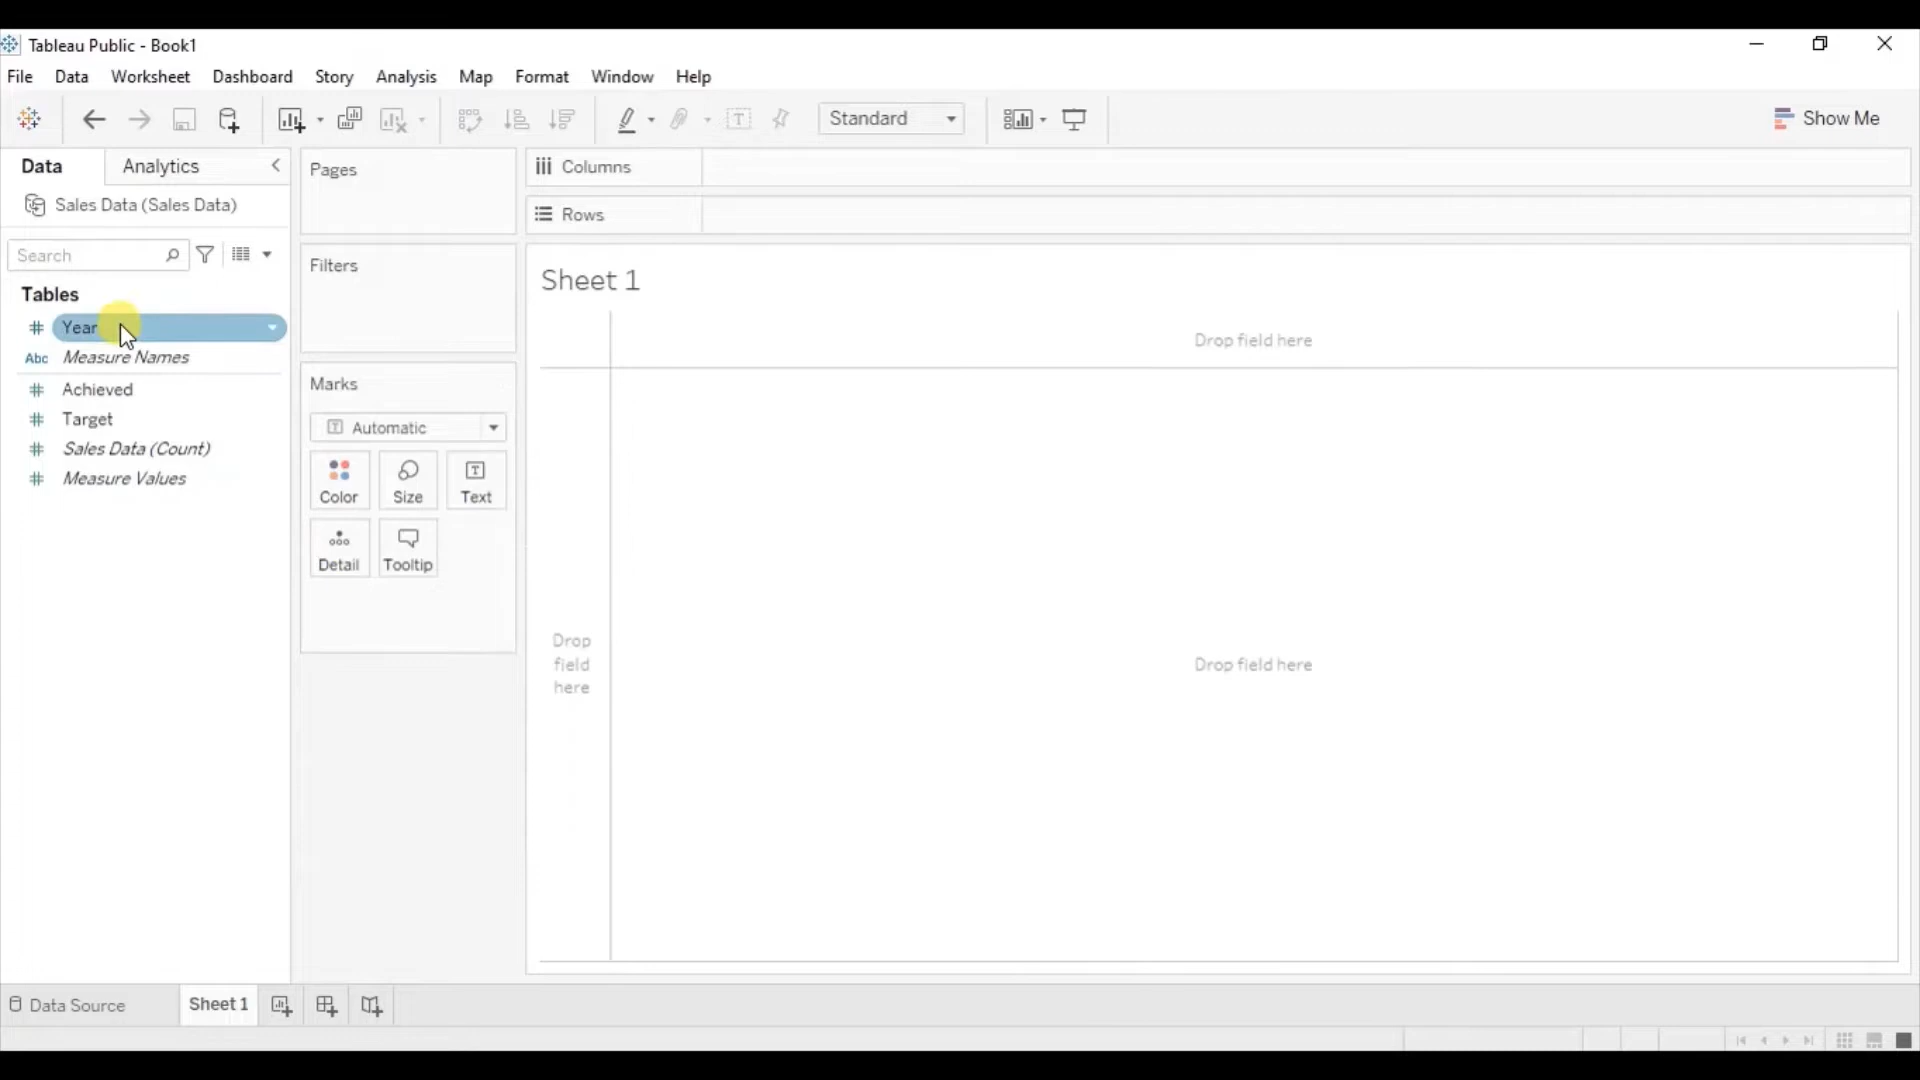 Tableau Public - Book1
File Data Worksheet Dashboard Story Analysis Map Format Window Help
Standard
Show Me
Data Analytics
Sales Data (Sales Data)
Search
Tables
Year
Abc Measure Names
Achieved
Target
Sales Data (Count)
Measure Values
Pages
Filters
Marks
Automatic
Color Size Text
Detail Tooltip
Columns
Rows
Sheet 1
Drop field here
Drop
field
here
Drop field here
Data Source Sheet 1